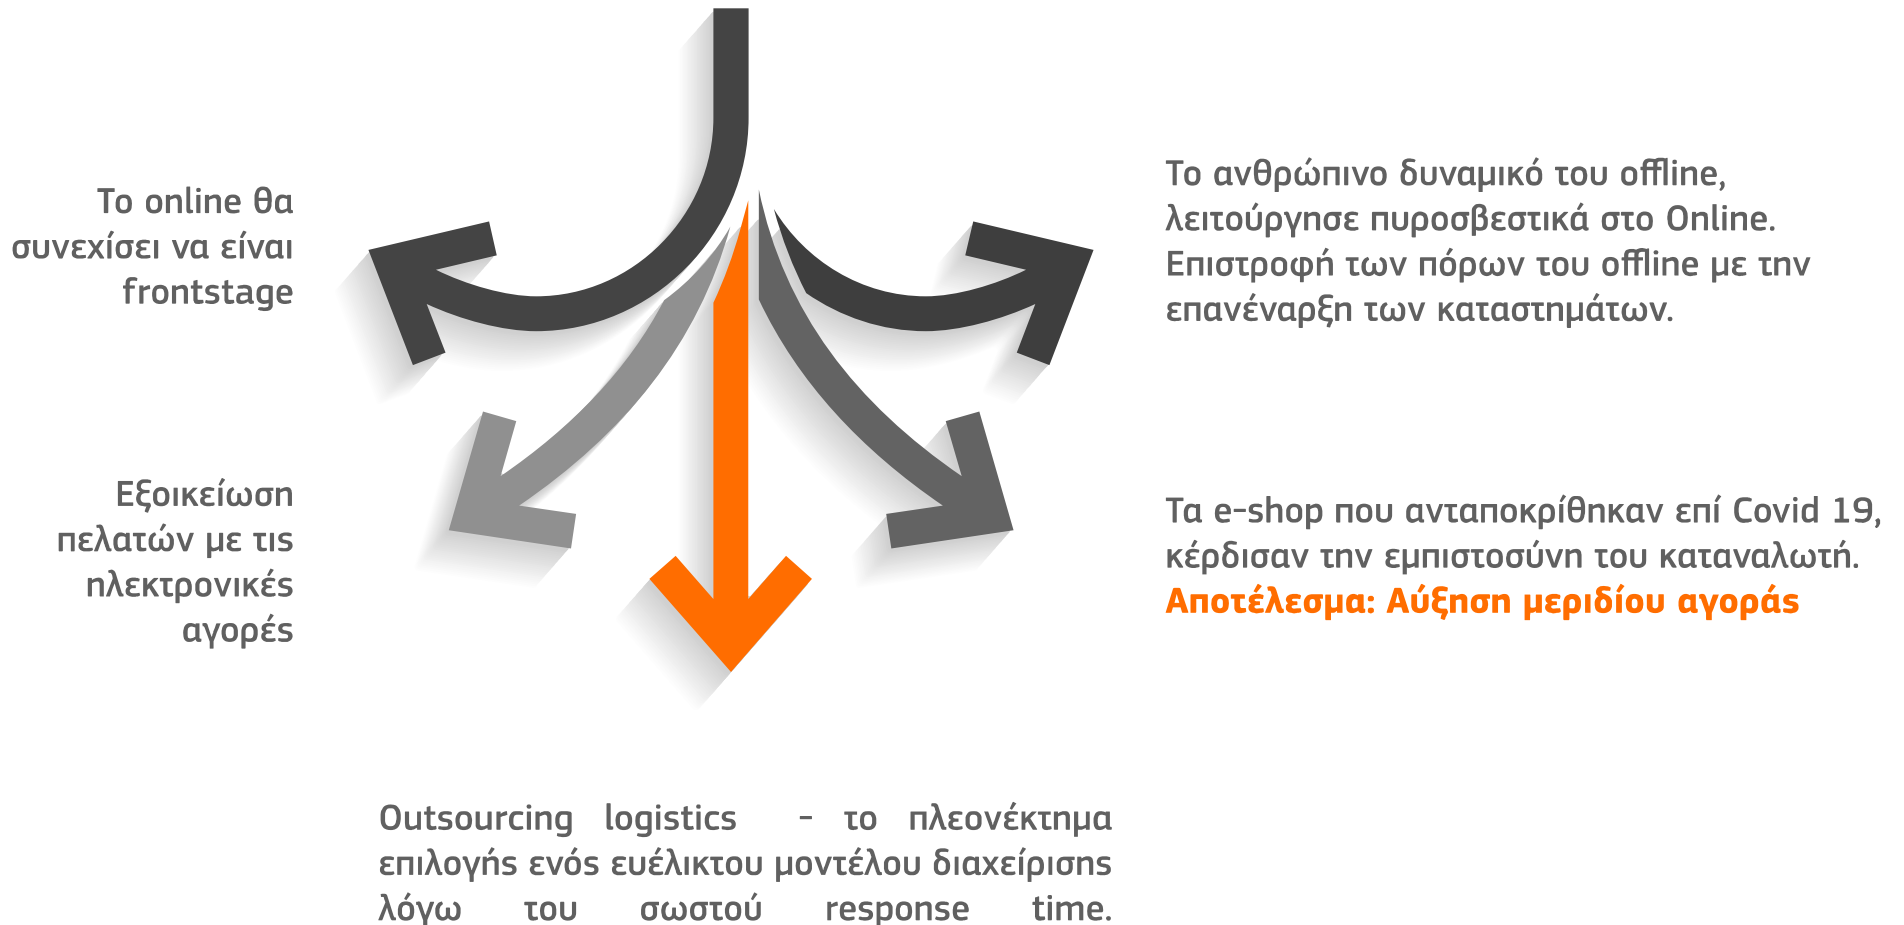 Το online θα
συνεχίσει να είναι
frontstage
Εξοικείωση
πελατών με τις
ηλεκτρονικές
αγορές
Το ανθρώπινο δυναμικό του offline,
λειτούργησε πυροσβεστικά στο Online.
Επιστροφή των πόρων του offline με την
επανέναρξη των καταστημάτων.
Τα e-shop που ανταποκρίθηκαν επί Covid 19,
κέρδισαν την εμπιστοσύνη του καταναλωτή.
Αποτέλεσμα: Αύξηση μεριδίου αγοράς
Outsourcing logistics - το πλεονέκτημα
επιλογής ενός ευέλικτου μοντέλου διαχείρισης
λόγω του σωστού response time.